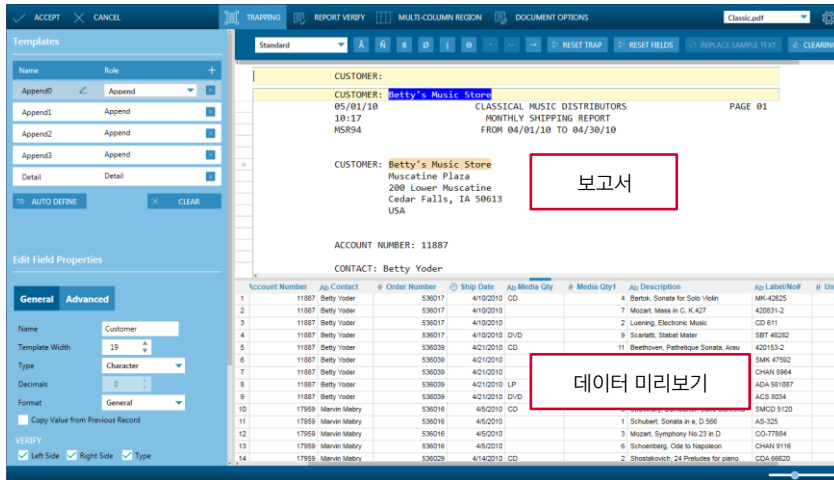 ACCEPT CANCEL TRAPPING REPORT VERIFY MULTI-COLUMN REGION DOCUMENT OPTIONS Classic.pdf
Templates
Standard Ã Ñ ß Ø | θ RESET TRAP RESET FIELDS REPLACE SAMPLE TEXT CLEARING
Name Role +
Append0 Append
Append1 Append
Append2 Append
Append3 Append
Detail Detail
AUTO DEFINE CLEAR
CUSTOMER:
CUSTOMER: Betty's Music Store
05/01/10 CLASSICAL MUSIC DISTRIBUTORS PAGE 01
10:17 MONTHLY SHIPPING REPORT
MSR94 FROM 04/01/10 TO 04/30/10
CUSTOMER: Betty's Music Store
Muscatine Plaza
200 Lower Muscatine
Cedar Falls, IA 50613
USA
보고서
ACCOUNT NUMBER: 11887
CONTACT: Betty Yoder
Edit Field Properties
General Advanced
Name Customer
Template Width 19
Type Character
Decimals 0
Format General
Copy Value from Previous Record
VERIFY
Left Side Right Side Type
Account Number Ab Contact # Order Number Ship Date Ab Media Qty # Media Qty1 Ab Description Ab Label/No# # Un
1 11887 Betty Yoder 536017 4/10/2010 CD 4 Bartok, Sonata for Solo Violin MK-42625
2 11887 Betty Yoder 536017 4/10/2010 7 Mozart, Mass in C, K.427 420831-2
3 11887 Betty Yoder 536017 4/10/2010 2 Luening, Electronic Music CD 611
4 11887 Betty Yoder 536017 4/10/2010 DVD 9 Scarlatti, Stabat Mater SBT 48282
5 11887 Betty Yoder 536039 4/21/2010 CD 11 Beethoven, Pathetique Sonata, Arau 420153-2
6 11887 Betty Yoder 536039 4/21/2010 SMK 47592
7 11887 Betty Yoder 536039 4/21/2010 CHAN 8964
8 11887 Betty Yoder 536039 4/21/2010 LP ADA 581087
9 11887 Betty Yoder 536039 4/21/2010 DVD ACS 8034
10 17959 Marvin Mabry 536016 4/5/2010 CD SMCD 5120
11 17959 Marvin Mabry 536016 4/5/2010 1 Schubert, Sonata in e, D.566 AS-325
12 17959 Marvin Mabry 536016 4/5/2010 3 Mozart, Symphony No.23 in D CO-77884
13 17959 Marvin Mabry 536016 4/5/2010 6 Schoenberg, Ode to Napoleon CHAN 9116
14 17959 Marvin Mabry 536029 4/14/2010 CD 2 Shostakovich, 24 Preludes for piano, CDA 66620
데이터 미리보기